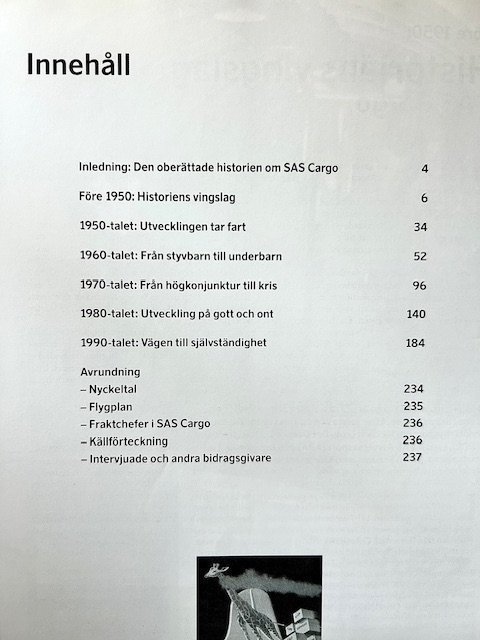 Innehåll
Inledning: Den oberättade historien om SAS Cargo 4
Före 1950: Historiens vingslag 6
1950-talet: Utvecklingen tar fart 34
1960-talet: Från styvbarn till underbarn 52
1970-talet: Från högkonjunktur till kris 96
1980-talet: Utveckling på gott och ont 140
1990-talet: Vägen till självständighet 184
Avrundning
– Nyckeltal 234
– Flygplan 235
– Fraktchefer i SAS Cargo 236
– Källförteckning 236
– Intervjuade och andra bidragsgivare 237